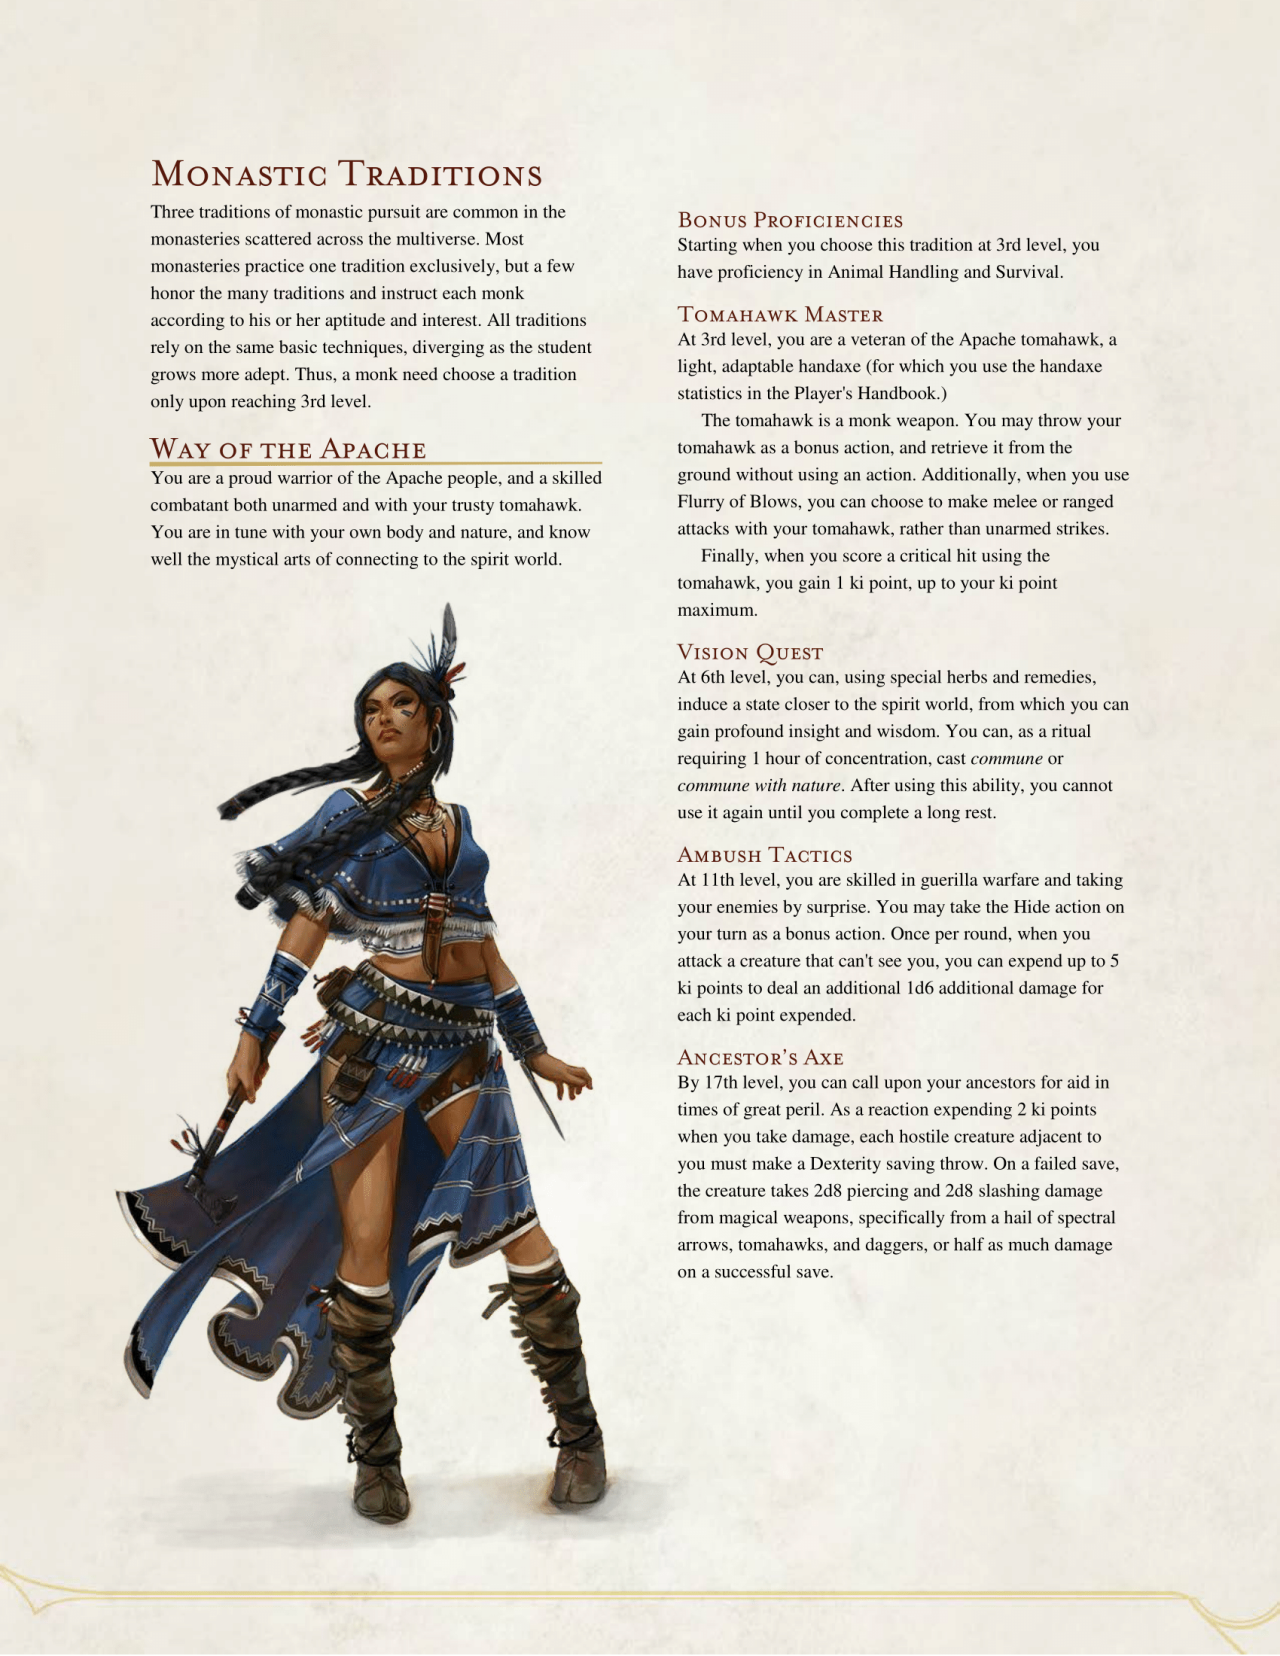 Monastic Traditions
Three traditions of monastic pursuit are common in the
monasteries scattered across the multiverse. Most
monasteries practice one tradition exclusively, but a few
honor the many traditions and instruct each monk
according to his or her aptitude and interest. All traditions
rely on the same basic techniques, diverging as the student
grows more adept. Thus, a monk need choose a tradition
only upon reaching 3rd level.
Way of the Apache
You are a proud warrior of the Apache people, and a skilled
combatant both unarmed and with your trusty tomahawk.
You are in tune with your own body and nature, and know
well the mystical arts of connecting to the spirit world.
Bonus Proficiencies
Starting when you choose this tradition at 3rd level, you
have proficiency in Animal Handling and Survival.
Tomahawk Master
At 3rd level, you are a veteran of the Apache tomahawk, a
light, adaptable handaxe (for which you use the handaxe
statistics in the Player's Handbook.)
The tomahawk is a monk weapon. You may throw your
tomahawk as a bonus action, and retrieve it from the
ground without using an action. Additionally, when you use
Flurry of Blows, you can choose to make melee or ranged
attacks with your tomahawk, rather than unarmed strikes.
Finally, when you score a critical hit using the
tomahawk, you gain 1 ki point, up to your ki point
maximum.
Vision Quest
At 6th level, you can, using special herbs and remedies,
induce a state closer to the spirit world, from which you can
gain profound insight and wisdom. You can, as a ritual
requiring 1 hour of concentration, cast commune or
commune with nature. After using this ability, you cannot
use it again until you complete a long rest.
Ambush Tactics
At 11th level, you are skilled in guerilla warfare and taking
your enemies by surprise. You may take the Hide action on
your turn as a bonus action. Once per round, when you
attack a creature that can't see you, you can expend up to 5
ki points to deal an additional 1d6 additional damage for
each ki point expended.
Ancestor's Axe
By 17th level, you can call upon your ancestors for aid in
times of great peril. As a reaction expending 2 ki points
when you take damage, each hostile creature adjacent to
you must make a Dexterity saving throw. On a failed save,
the creature takes 2d8 piercing and 2d8 slashing damage
from magical weapons, specifically from a hail of spectral
arrows, tomahawks, and daggers, or half as much damage
on a successful save.